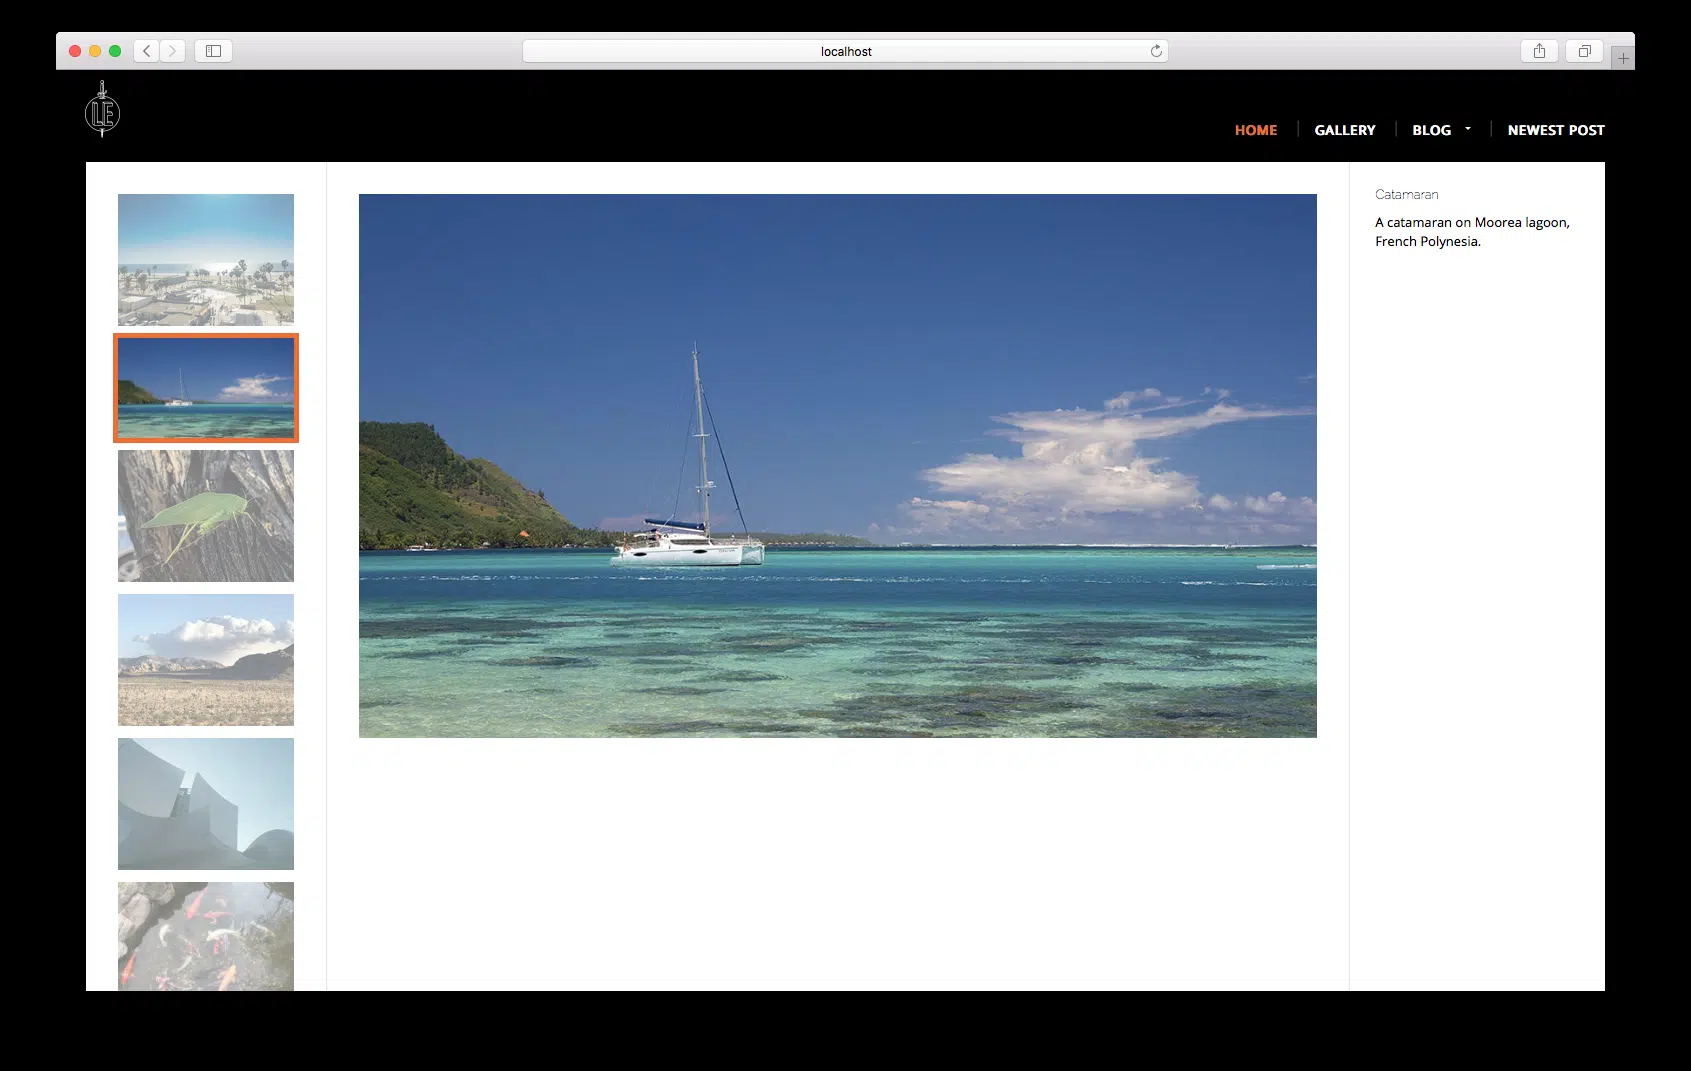 localhost
LE
HOME
GALLERY
BLOG
NEWEST POST
Catamaran
A catamaran on Moorea lagoon,
French Polynesia.